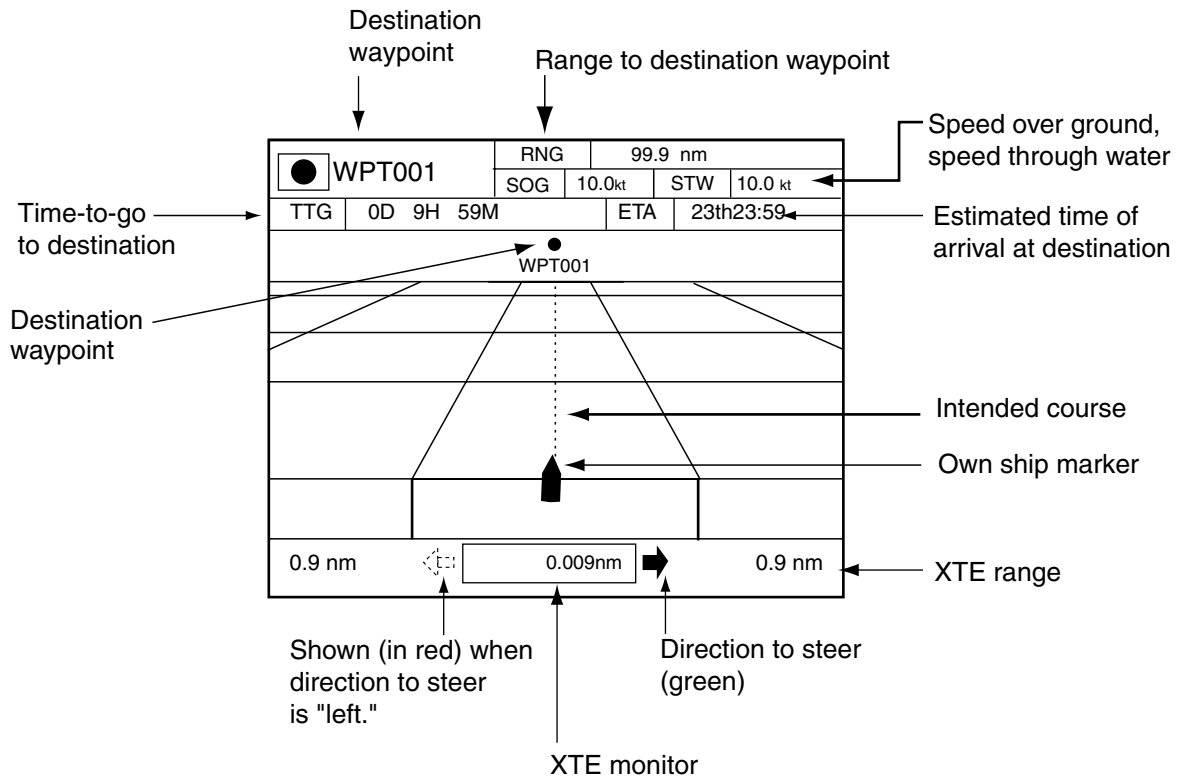 Destination
waypoint
Range to destination waypoint
Speed over ground,
speed through water
WPT001
RNG 99.9 nm
SOG 10.0kt STW 10.0 kt
Time-to-go
to destination
TTG 0D 9H 59M ETA 23th23:59
Estimated time of
arrival at destination
WPT001
Destination
waypoint
Intended course
Own ship marker
0.9 nm 0.009nm 0.9 nm
XTE range
Shown (in red) when
direction to steer
is "left."
Direction to steer
(green)
XTE monitor